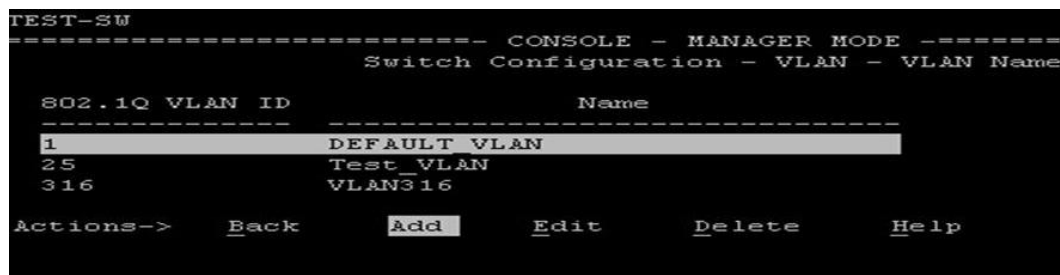 TEST-SW
==============================- CONSOLE - MANAGER MODE -=======
Switch Configuration - VLAN - VLAN Name
802.1Q VLAN ID Name
-------------- --------------------------------
1 DEFAULT_VLAN
25 Test_VLAN
316 VLAN316
Actions-> Back Add Edit Delete Help